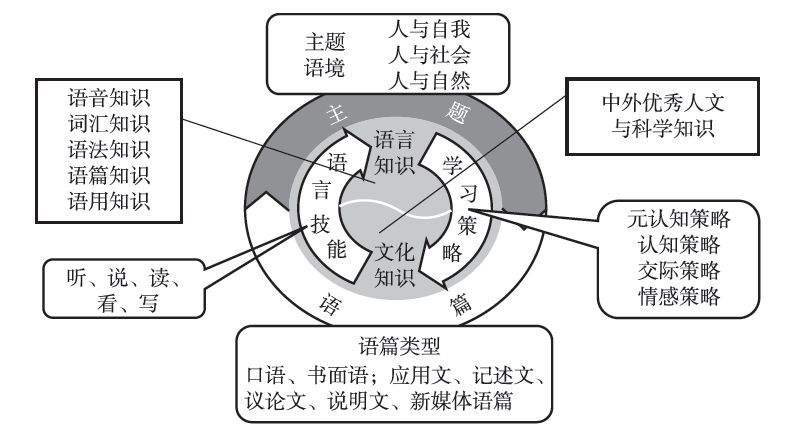 主题
语境
人与自我
人与社会
人与自然
语音知识
词汇知识
语法知识
语篇知识
语用知识
中外优秀人文
与科学知识
主题
语言
知识
语言技能
学习策略
文化
知识
语篇
听、说、读、
看、写
元认知策略
认知策略
交际策略
情感策略
语篇类型
口语、书面语；应用文、记述文、
议论文、说明文、新媒体语篇